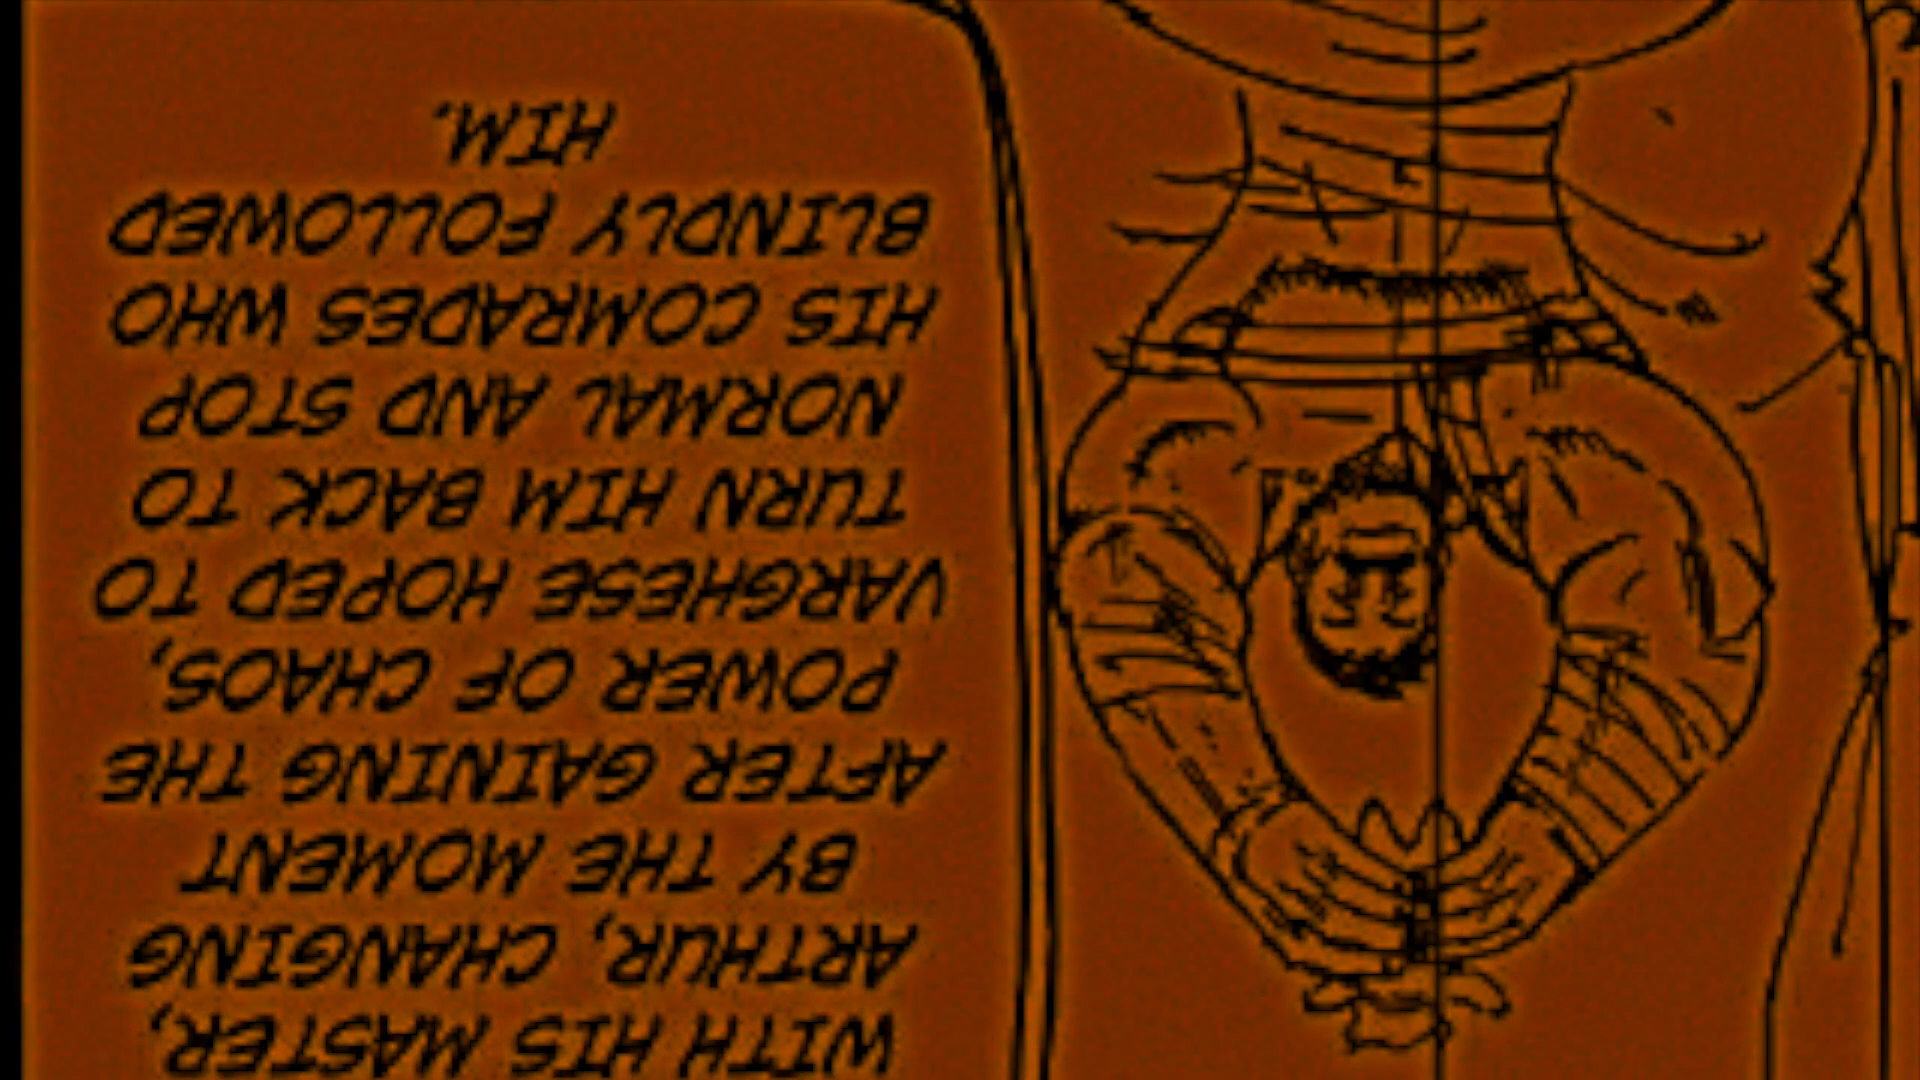 WITH HIS MASTER,
ARTHUR, CHANGING
BY THE MOMENT
AFTER GAINING THE
POWER OF CHAOS,
VARGHESE HOPED TO
TURN HIM BACK TO
NORMAL AND STOP
HIS COMRADES WHO
BLINDLY FOLLOWED
HIM.